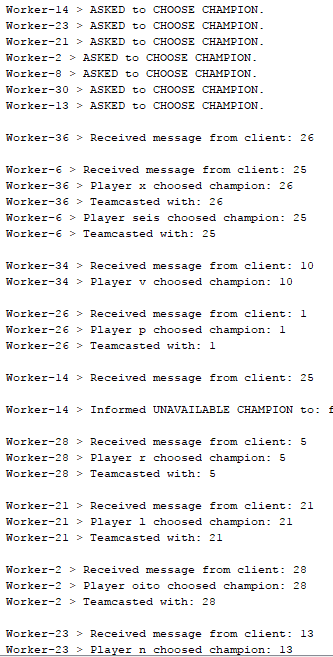 Worker-14 > ASKED to CHOOSE CHAMPION.
Worker-23 > ASKED to CHOOSE CHAMPION.
Worker-21 > ASKED to CHOOSE CHAMPION.
Worker-2 > ASKED to CHOOSE CHAMPION.
Worker-8 > ASKED to CHOOSE CHAMPION.
Worker-30 > ASKED to CHOOSE CHAMPION.
Worker-13 > ASKED to CHOOSE CHAMPION.
Worker-36 > Received message from client: 26
Worker-6 > Received message from client: 25
Worker-36 > Player x choosed champion: 26
Worker-36 > Teamcasted with: 26
Worker-6 > Player seis choosed champion: 25
Worker-6 > Teamcasted with: 25
Worker-34 > Received message from client: 10
Worker-34 > Player v choosed champion: 10
Worker-26 > Received message from client: 1
Worker-26 > Player p choosed champion: 1
Worker-26 > Teamcasted with: 1
Worker-14 > Received message from client: 25
Worker-14 > Informed UNAVAILABLE CHAMPION to: f
Worker-28 > Received message from client: 5
Worker-28 > Player r choosed champion: 5
Worker-28 > Teamcasted with: 5
Worker-21 > Received message from client: 21
Worker-21 > Player l choosed champion: 21
Worker-21 > Teamcasted with: 21
Worker-2 > Received message from client: 28
Worker-2 > Player oito choosed champion: 28
Worker-2 > Teamcasted with: 28
Worker-23 > Received message from client: 13
Worker-23 > Player n choosed champion: 13